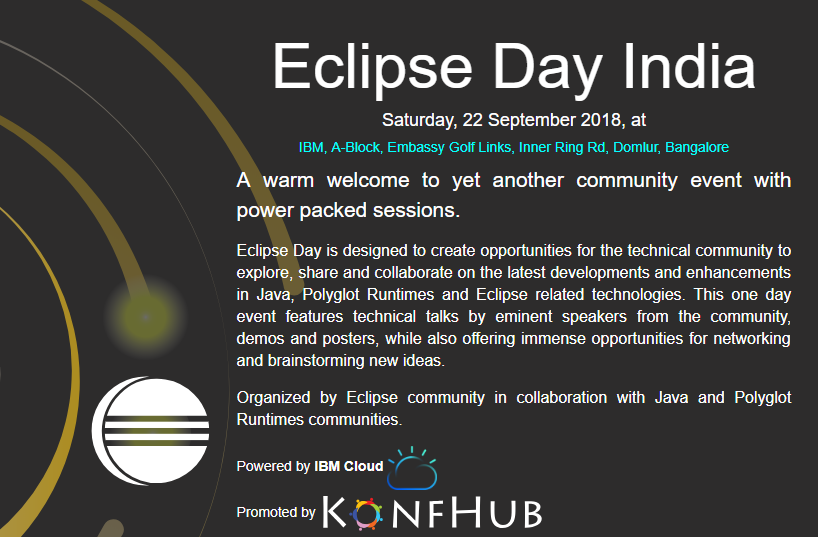 Eclipse Day India
Saturday, 22 September 2018, at
IBM, A-Block, Embassy Golf Links, Inner Ring Rd, Domlur, Bangalore
A warm welcome to yet another community event with
power packed sessions.
Eclipse Day is designed to create opportunities for the technical community to
explore, share and collaborate on the latest developments and enhancements
in Java, Polyglot Runtimes and Eclipse related technologies. This one day
event features technical talks by eminent speakers from the community,
demos and posters, while also offering immense opportunities for networking
and brainstorming new ideas.
Organized by Eclipse community in collaboration with Java and Polyglot
Runtimes communities.
Powered by IBM Cloud
Promoted by KONFHUB